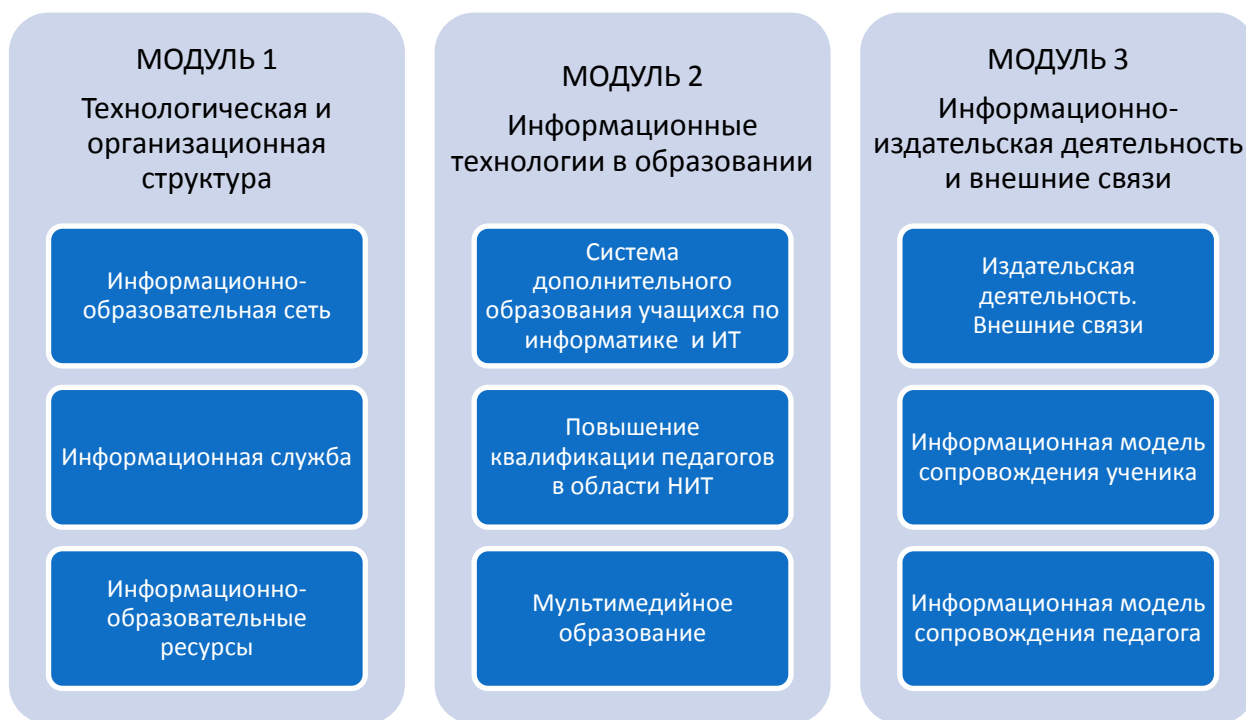 МОДУЛЬ 1
Технологическая и
организационная
структура
Информационно-
образовательная сеть
Информационная служба
Информационно-
образовательные
ресурсы
МОДУЛЬ 2
Информационные
технологии в образовании
Система
дополнительного
образования учащихся по
информатике и ИТ
Повышение
квалификации педагогов
в области НИТ
Мультимедийное
образование
МОДУЛЬ 3
Информационно-
издательская деятельность
и внешние связи
Издательская
деятельность.
Внешние связи
Информационная модель
сопровождения ученика
Информационная модель
сопровождения педагога